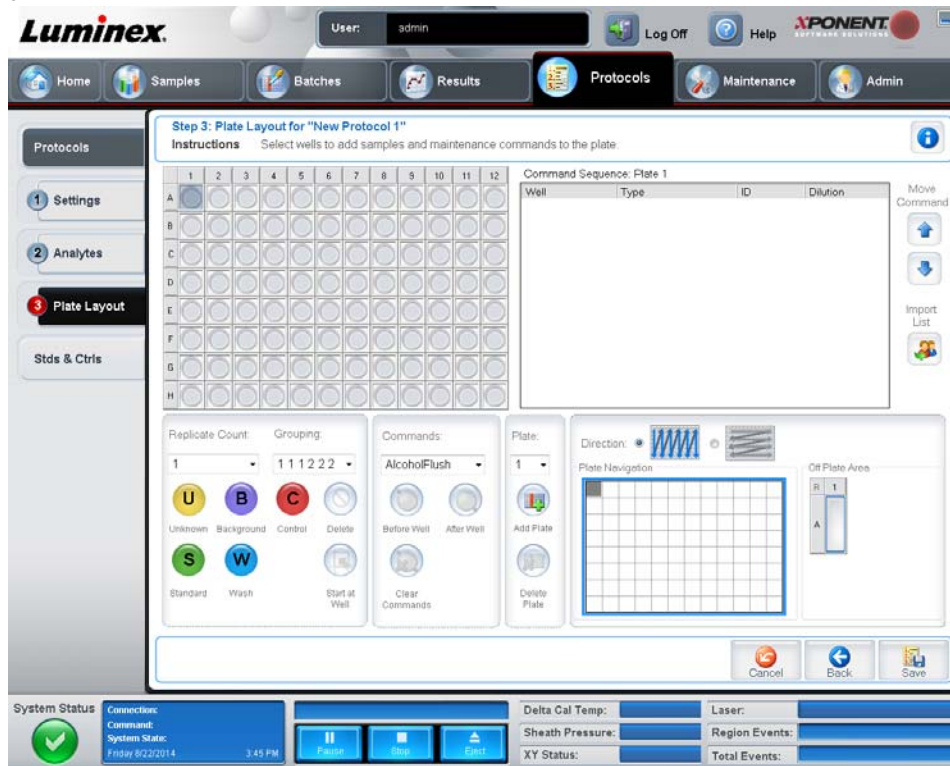 Luminex.
User: admin
Log Off
Help
XPONENT.
SOFTWARE SOLUTIONS
Home
Samples
Batches
Results
Protocols
Maintenance
Admin
Protocols
1 Settings
2 Analytes
3 Plate Layout
Stds & Ctrls
Step 3: Plate Layout for "New Protocol 1"
Instructions Select wells to add samples and maintenance commands to the plate.
1 2 3 4 5 6 7 8 9 10 11 12
A
B
C
D
E
F
G
H
Command Sequence: Plate 1
Well Type ID Dilution
Move
Command
Import
List
Replicate Count: Grouping:
1 1 1 1 2 2 2
U B C
Unknown Background Control Delete
S W
Standard Wash Start at
Well
Commands:
AlcoholFlush
Before Well After Well
Clear
Commands
Plate:
1
Add Plate
Delete
Plate
Direction:
Plate Navigation
Off Plate Area
R 1
A
Cancel Back Save
System Status
Connection:
Command:
System State:
Friday 8/22/2014 3:45 PM
Pause Stop Eject
Delta Cal Temp:
Sheath Pressure:
XY Status:
Laser:
Region Events:
Total Events: